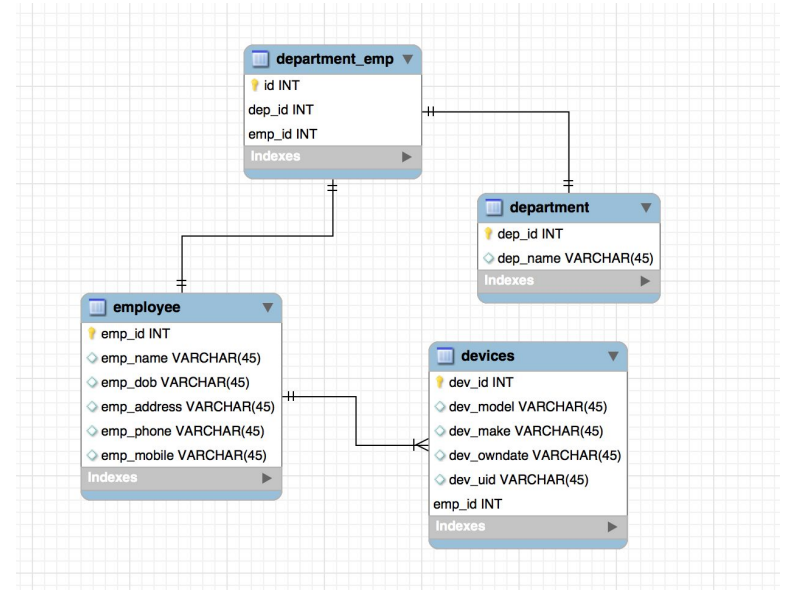 department_emp
id INT
dep_id INT
emp_id INT
Indexes
department
dep_id INT
dep_name VARCHAR(45)
Indexes
employee
emp_id INT
emp_name VARCHAR(45)
emp_dob VARCHAR(45)
emp_address VARCHAR(45)
emp_phone VARCHAR(45)
emp_mobile VARCHAR(45)
Indexes
devices
dev_id INT
dev_model VARCHAR(45)
dev_make VARCHAR(45)
dev_owndate VARCHAR(45)
dev_uid VARCHAR(45)
emp_id INT
Indexes